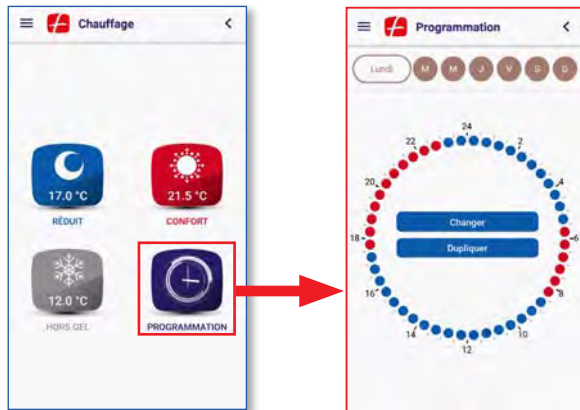 Chauffage
17.0 °C
RÉDUIT
21.5 °C
CONFORT
12.0 °C
HORS GEL
PROGRAMMATION
Programmation
Lundi M M J V S D
24
22
2
20
4
Changer
18
6
Dupliquer
16
8
14
10
12